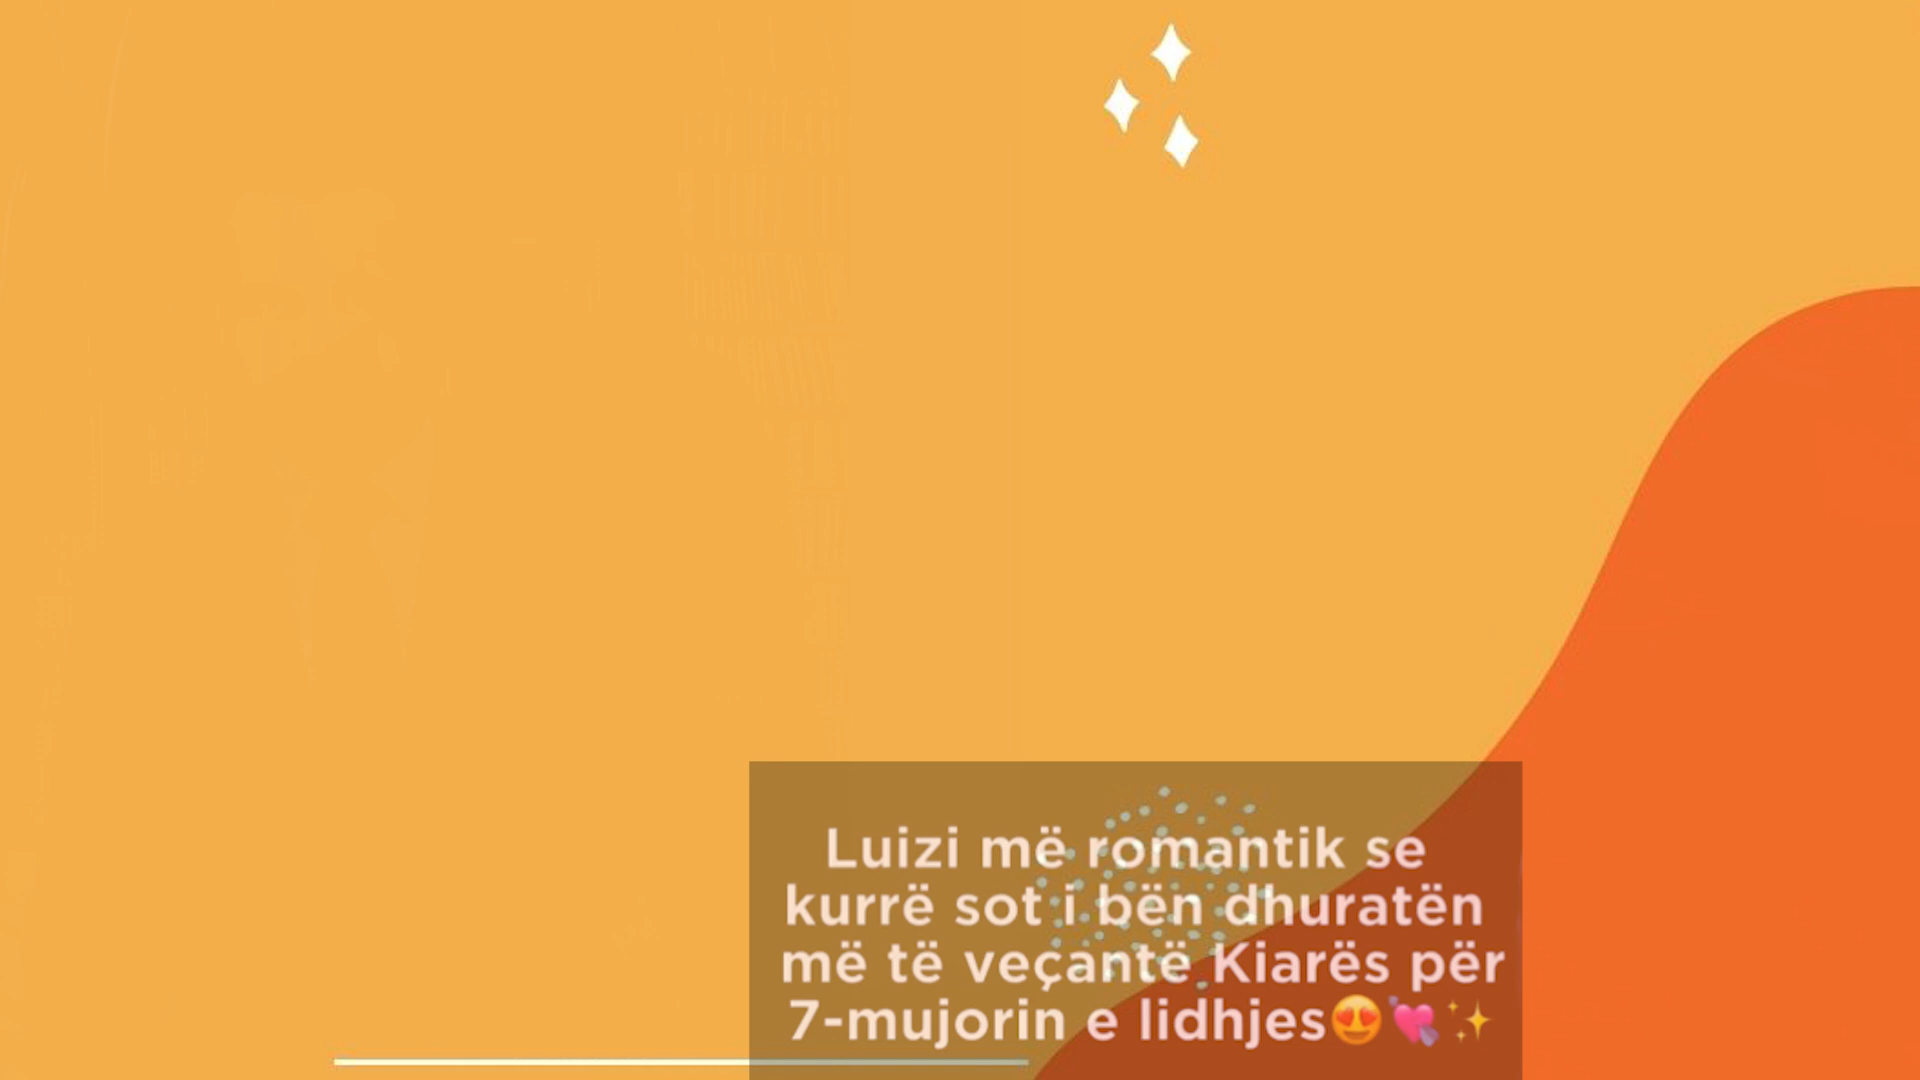 Luizi më romantik se
kurrë sot i bën dhuratën
më të veçantë Kiarës për
7-mujorin e lidhjes😍💘✨